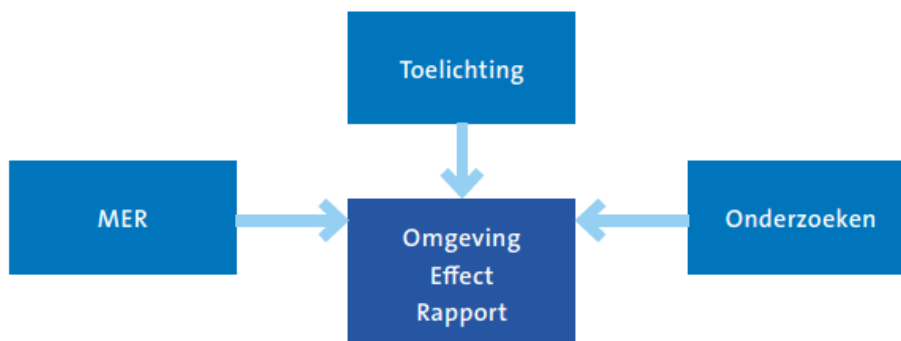 Toelichting
MER
Omgeving
Effect
Rapport
Onderzoeken